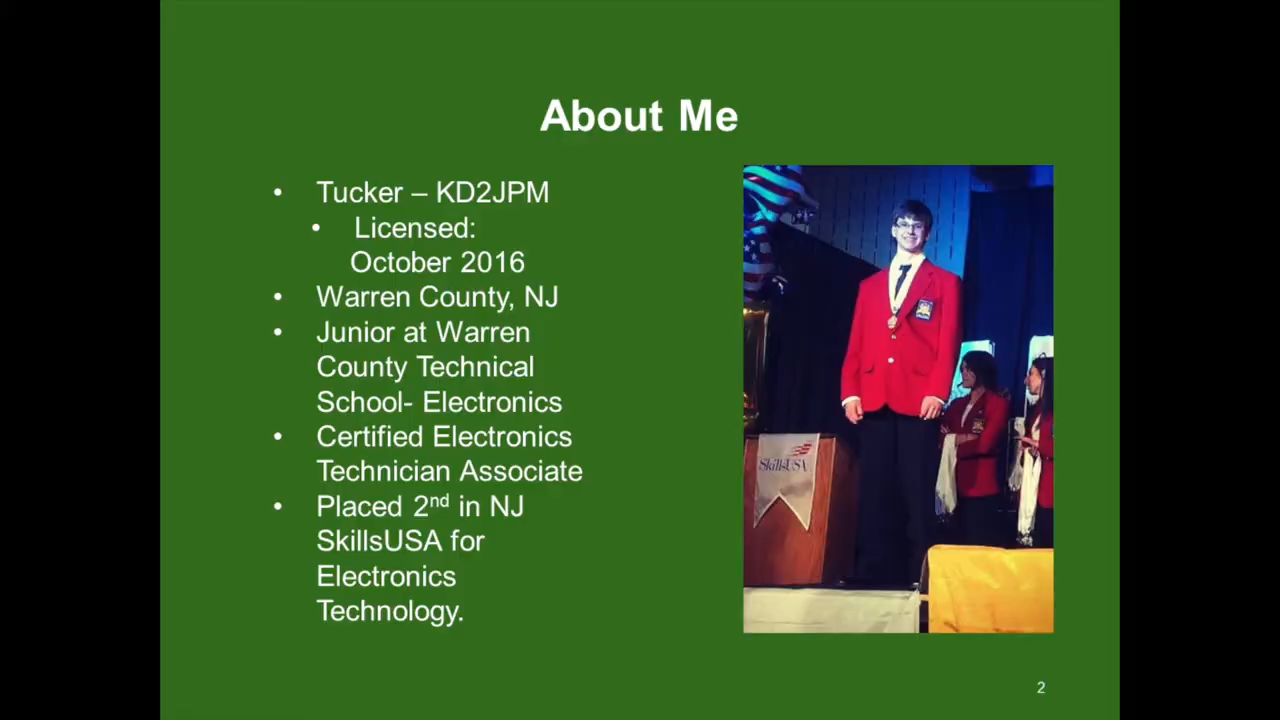 About Me
• Tucker – KD2JPM
• Licensed:
October 2016
• Warren County, NJ
• Junior at Warren
County Technical
School- Electronics
• Certified Electronics
Technician Associate
• Placed 2nd in NJ
SkillsUSA for
Electronics
Technology.
SkillsUSA
2